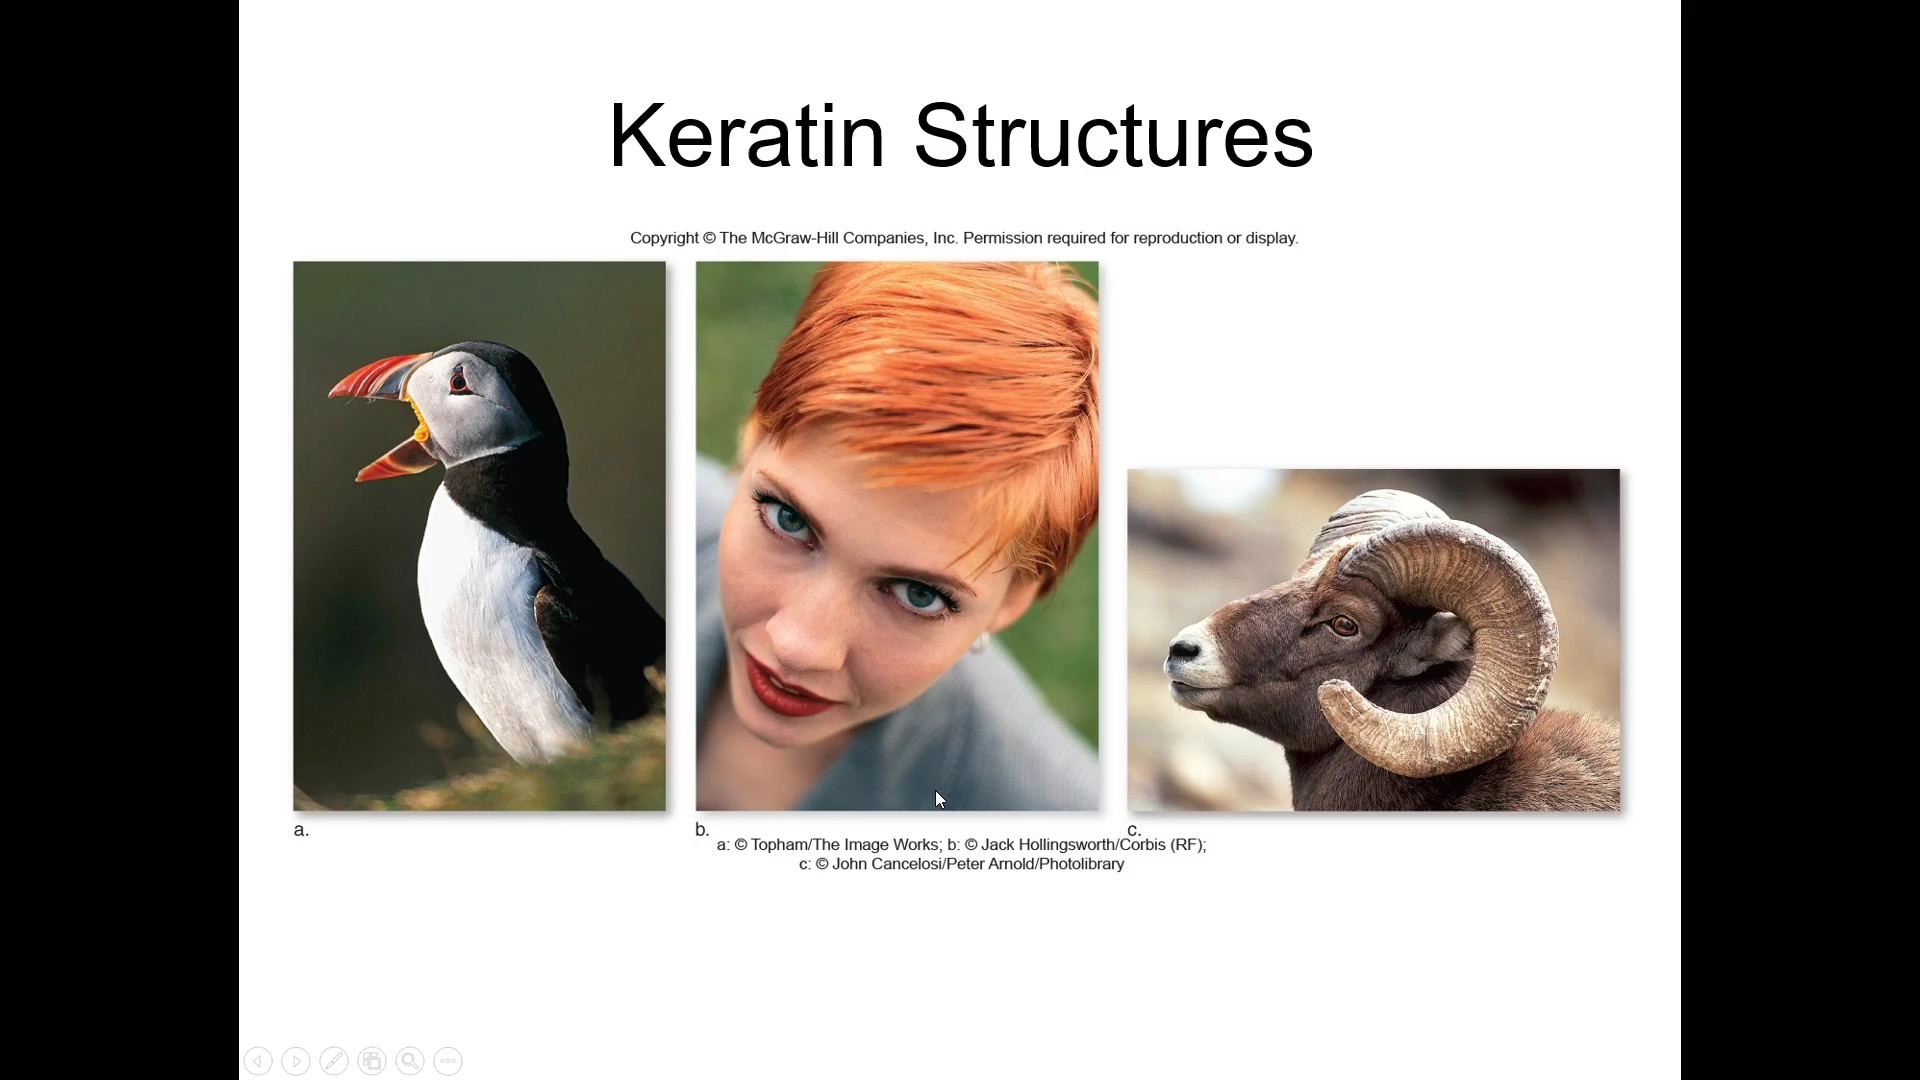 Keratin Structures
Copyright © The McGraw-Hill Companies, Inc. Permission required for reproduction or display.
a.
b.
c.
a: © Topham/The Image Works; b: © Jack Hollingsworth/Corbis (RF);
c: © John Cancelosi/Peter Arnold/Photolibrary